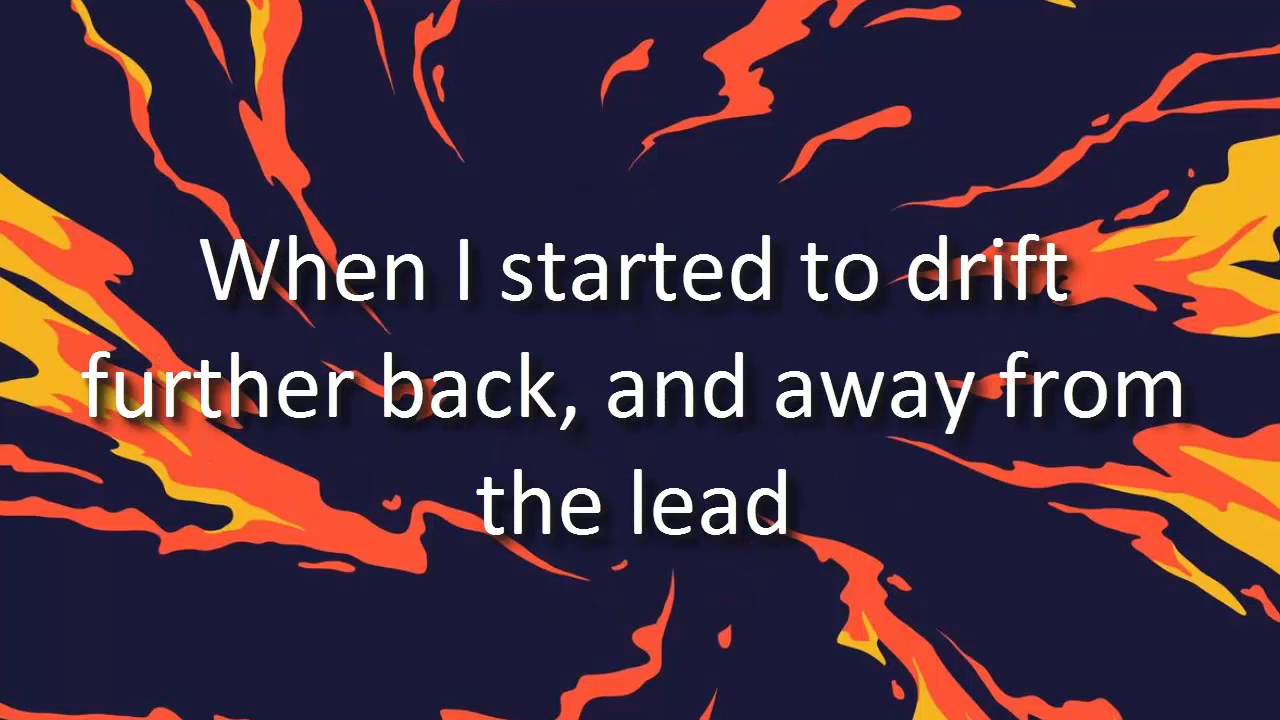 When I started to drift
further back, and away from
the lead